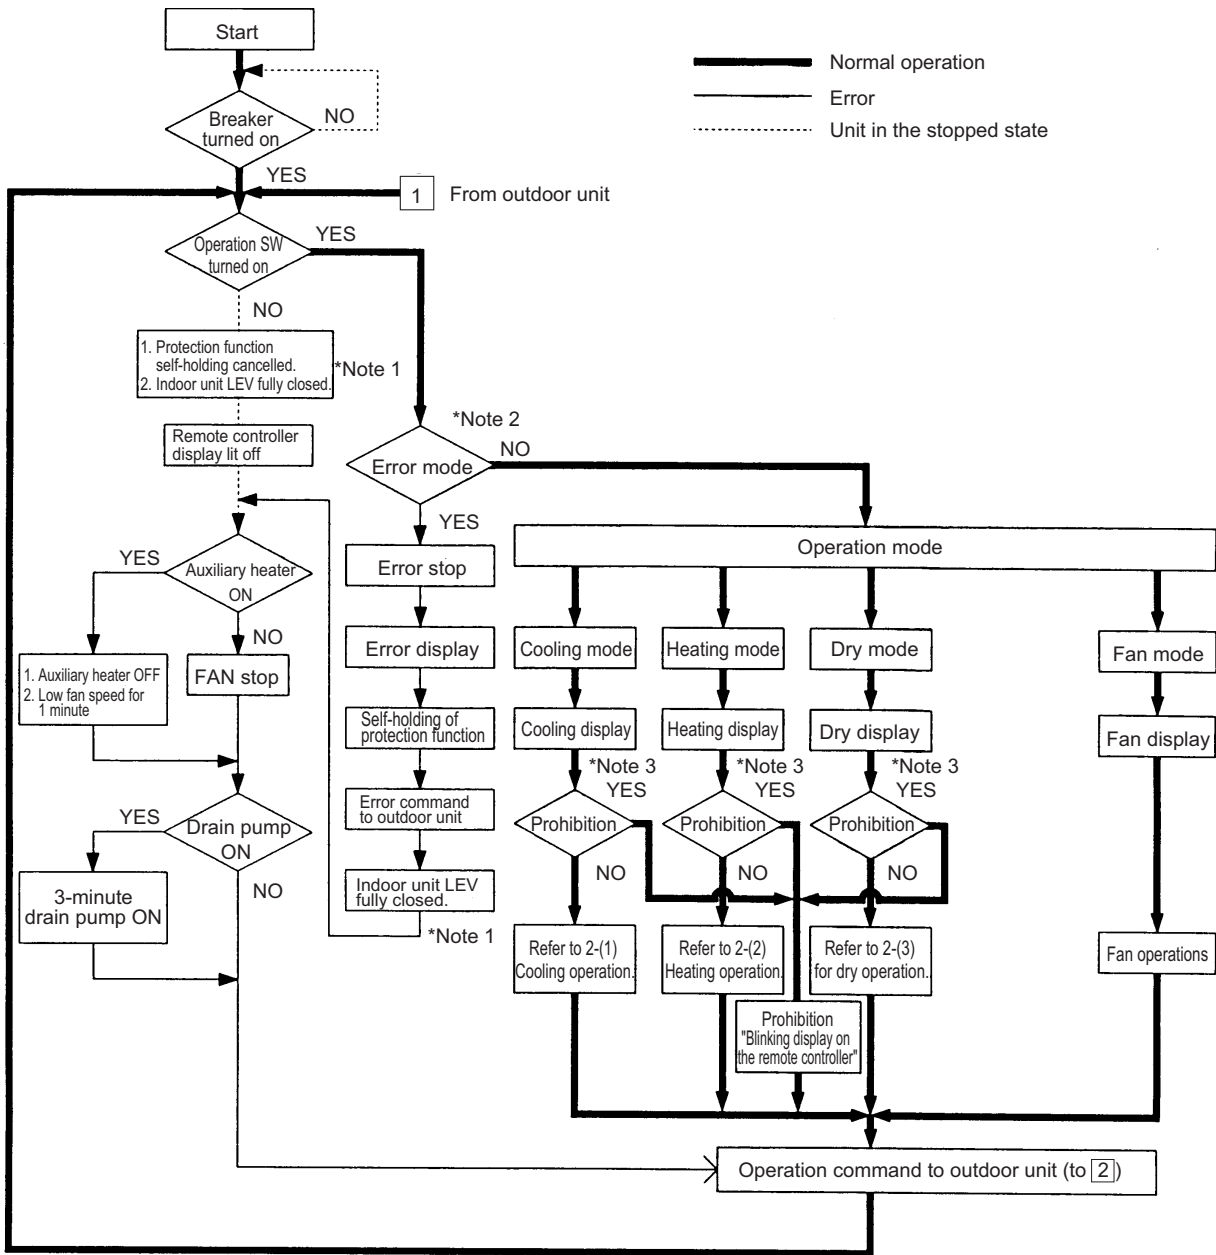 Start
Normal operation
Error
Unit in the stopped state
Breaker
turned on
NO
YES
1
From outdoor unit
Operation SW
turned on
YES
NO
1. Protection function
self-holding cancelled.
2. Indoor unit LEV fully closed.
*Note 1
Remote controller
display lit off
*Note 2
Error mode
NO
YES
Operation mode
Auxiliary heater
ON
YES
NO
1. Auxiliary heater OFF
2. Low fan speed for
1 minute
FAN stop
Error stop
Error display
Self-holding of
protection function
Error command
to outdoor unit
Indoor unit LEV
fully closed.
*Note 1
Drain pump
ON
YES
NO
3-minute
drain pump ON
Cooling mode
Heating mode
Dry mode
Fan mode
Cooling display
Heating display
Dry display
Fan display
*Note 3
YES
*Note 3
YES
*Note 3
YES
Prohibition
Prohibition
Prohibition
NO
NO
NO
Refer to 2-(1)
Cooling operation.
Refer to 2-(2)
Heating operation.
Refer to 2-(3)
for dry operation.
Fan operations
Prohibition
"Blinking display on
the remote controller"
Operation command to outdoor unit (to 2)